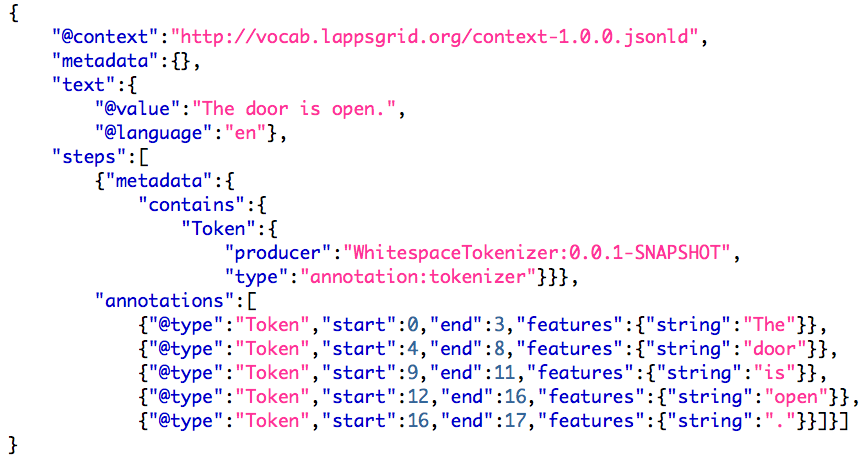 {
    "@context":"http://vocab.lappsgrid.org/context-1.0.0.jsonld",
    "metadata":{},
    "text":{
        "@value":"The door is open.",
        "@language":"en"},
    "steps":[
        {"metadata":{
            "contains":{
                "Token":{
                    "producer":"WhitespaceTokenizer:0.0.1-SNAPSHOT",
                    "type":"annotation:tokenizer"}}},
        "annotations":[
            {"@type":"Token","start":0,"end":3,"features":{"string":"The"}},
            {"@type":"Token","start":4,"end":8,"features":{"string":"door"}},
            {"@type":"Token","start":9,"end":11,"features":{"string":"is"}},
            {"@type":"Token","start":12,"end":16,"features":{"string":"open"}},
            {"@type":"Token","start":16,"end":17,"features":{"string":"."}}]}]
}